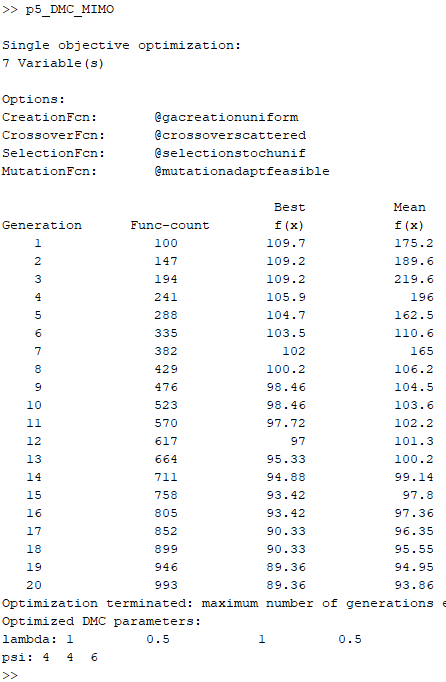 >> p5_DMC_MIMO
Single objective optimization:
7 Variable(s)
Options:
CreationFcn: @gacreationuniform
CrossoverFcn: @crossoverscattered
SelectionFcn: @selectionstochunif
MutationFcn: @mutationadaptfeasible
Best Mean
Generation Func-count f(x) f(x)
1 100 109.7 175.2
2 147 109.2 189.6
3 194 109.2 219.6
4 241 105.9 196
5 288 104.7 162.5
6 335 103.5 110.6
7 382 102 165
8 429 100.2 106.2
9 476 98.46 104.5
10 523 98.46 103.6
11 570 97.72 102.2
12 617 97 101.3
13 664 95.33 100.2
14 711 94.88 99.14
15 758 93.42 97.8
16 805 93.42 97.36
17 852 90.33 96.35
18 899 90.33 95.55
19 946 89.36 94.95
20 993 89.36 93.86
Optimization terminated: maximum number of generations e
Optimized DMC parameters:
lambda: 1 0.5 1 0.5
psi: 4 4 6
>>